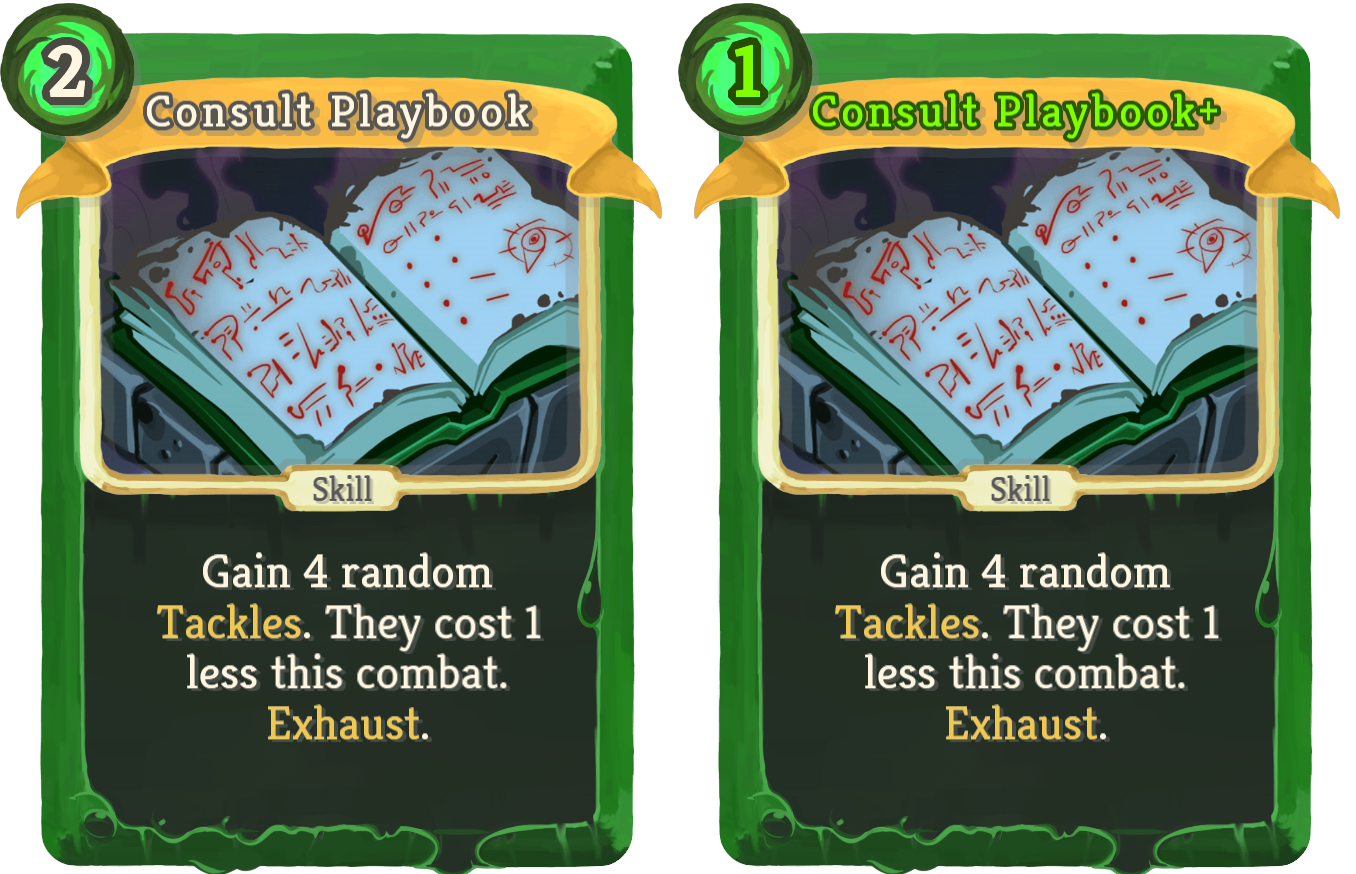 2
Consult Playbook
Skill
Gain 4 random
Tackles. They cost 1
less this combat.
Exhaust.
1
Consult Playbook+
Skill
Gain 4 random
Tackles. They cost 1
less this combat.
Exhaust.